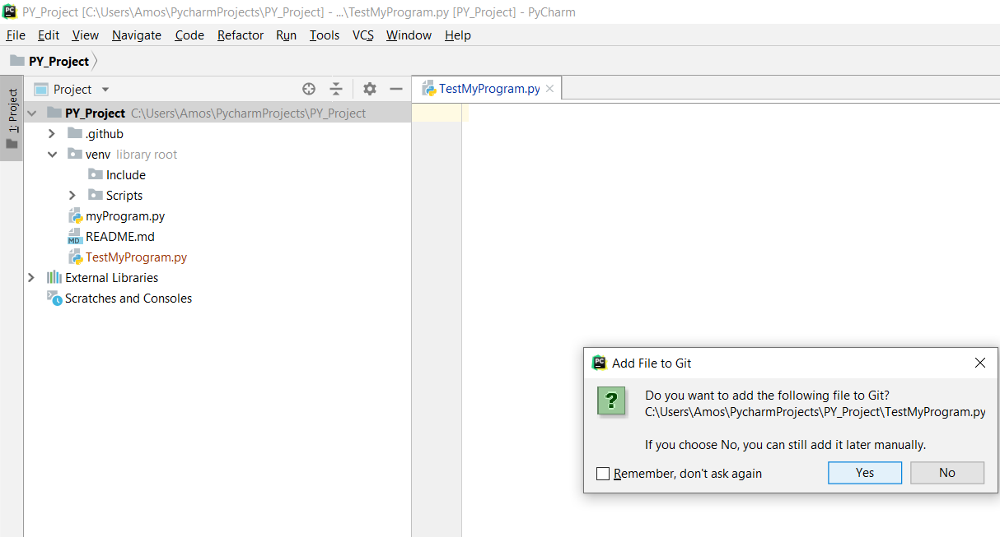 PY_Project [C:\Users\Amos\PycharmProjects\PY_Project] - ...\TestMyProgram.py [PY_Project] - PyCharm
File Edit View Navigate Code Refactor Run Tools VCS Window Help
PY_Project
1: Project
Project
TestMyProgram.py
PY_Project C:\Users\Amos\PycharmProjects\PY_Project
.github
venv library root
Include
Scripts
myProgram.py
README.md
TestMyProgram.py
External Libraries
Scratches and Consoles
Add File to Git
Do you want to add the following file to Git?
C:\Users\Amos\PycharmProjects\PY_Project\TestMyProgram.py
If you choose No, you can still add it later manually.
Remember, don't ask again
Yes
No